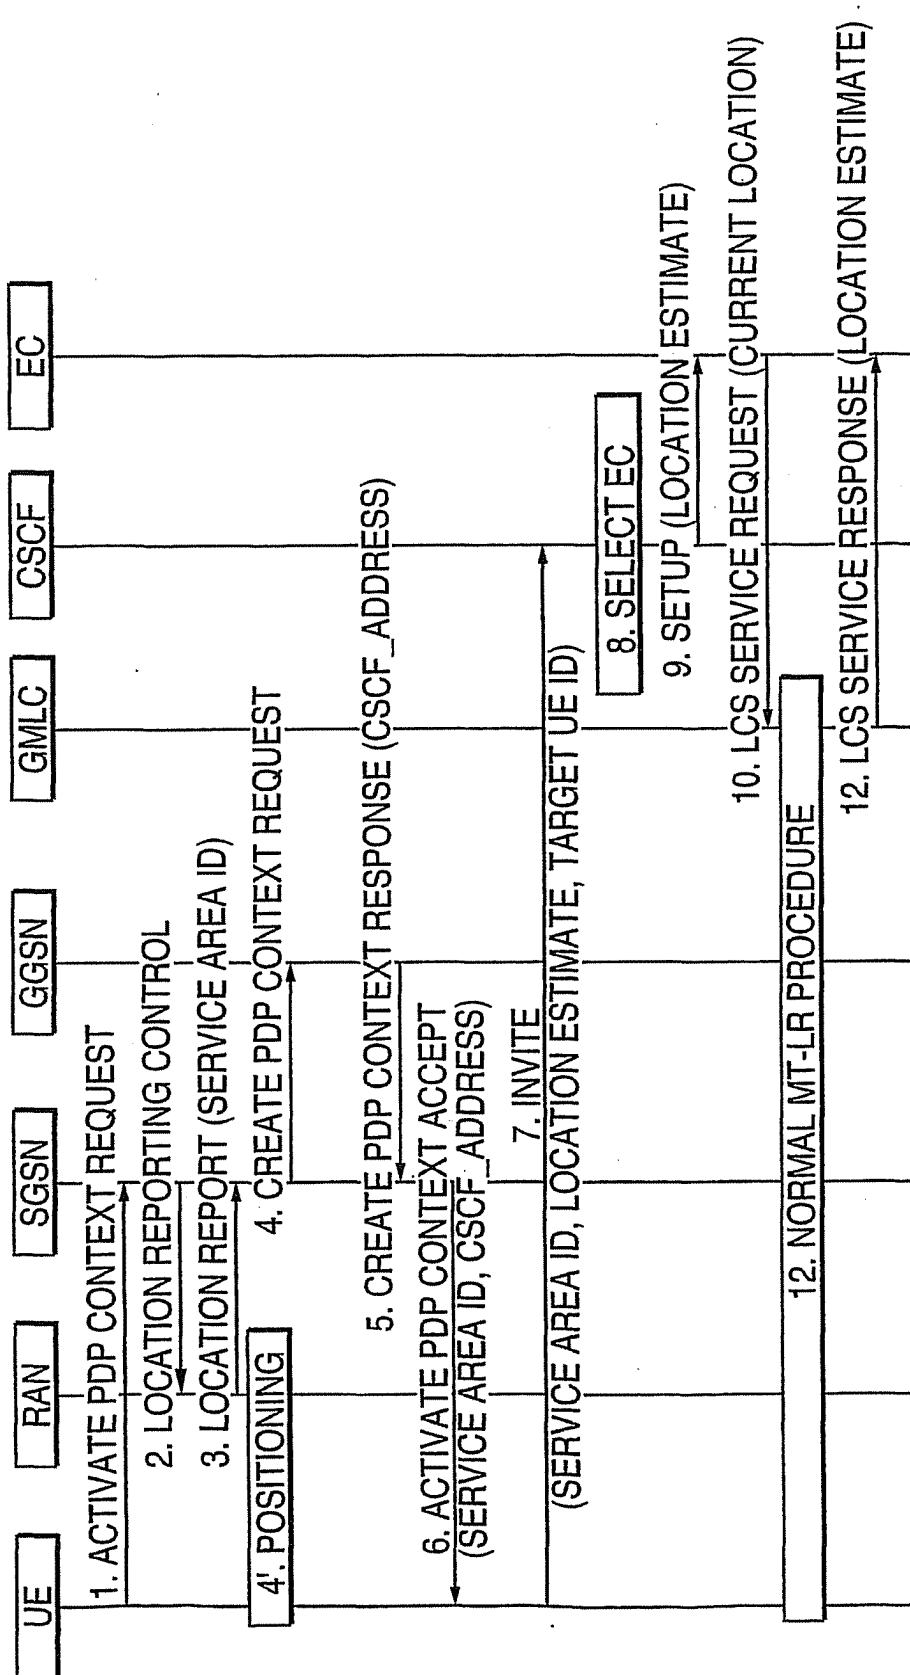 UE
RAN
SGSN
GGSN
GMLC
CSCF
EC
1. ACTIVATE PDP CONTEXT REQUEST
2. LOCATION REPORTING CONTROL
3. LOCATION REPORT (SERVICE AREA ID)
4'. POSITIONING
4. CREATE PDP CONTEXT REQUEST
5. CREATE PDP CONTEXT RESPONSE (CSCF_ADDRESS)
6. ACTIVATE PDP CONTEXT ACCEPT
(SERVICE AREA ID, CSCF_ADDRESS)
7. INVITE
(SERVICE AREA ID, LOCATION ESTIMATE, TARGET UE ID)
8. SELECT EC
9. SETUP (LOCATION ESTIMATE)
10. LCS SERVICE REQUEST (CURRENT LOCATION)
12. NORMAL MT-LR PROCEDURE
12. LCS SERVICE RESPONSE (LOCATION ESTIMATE)